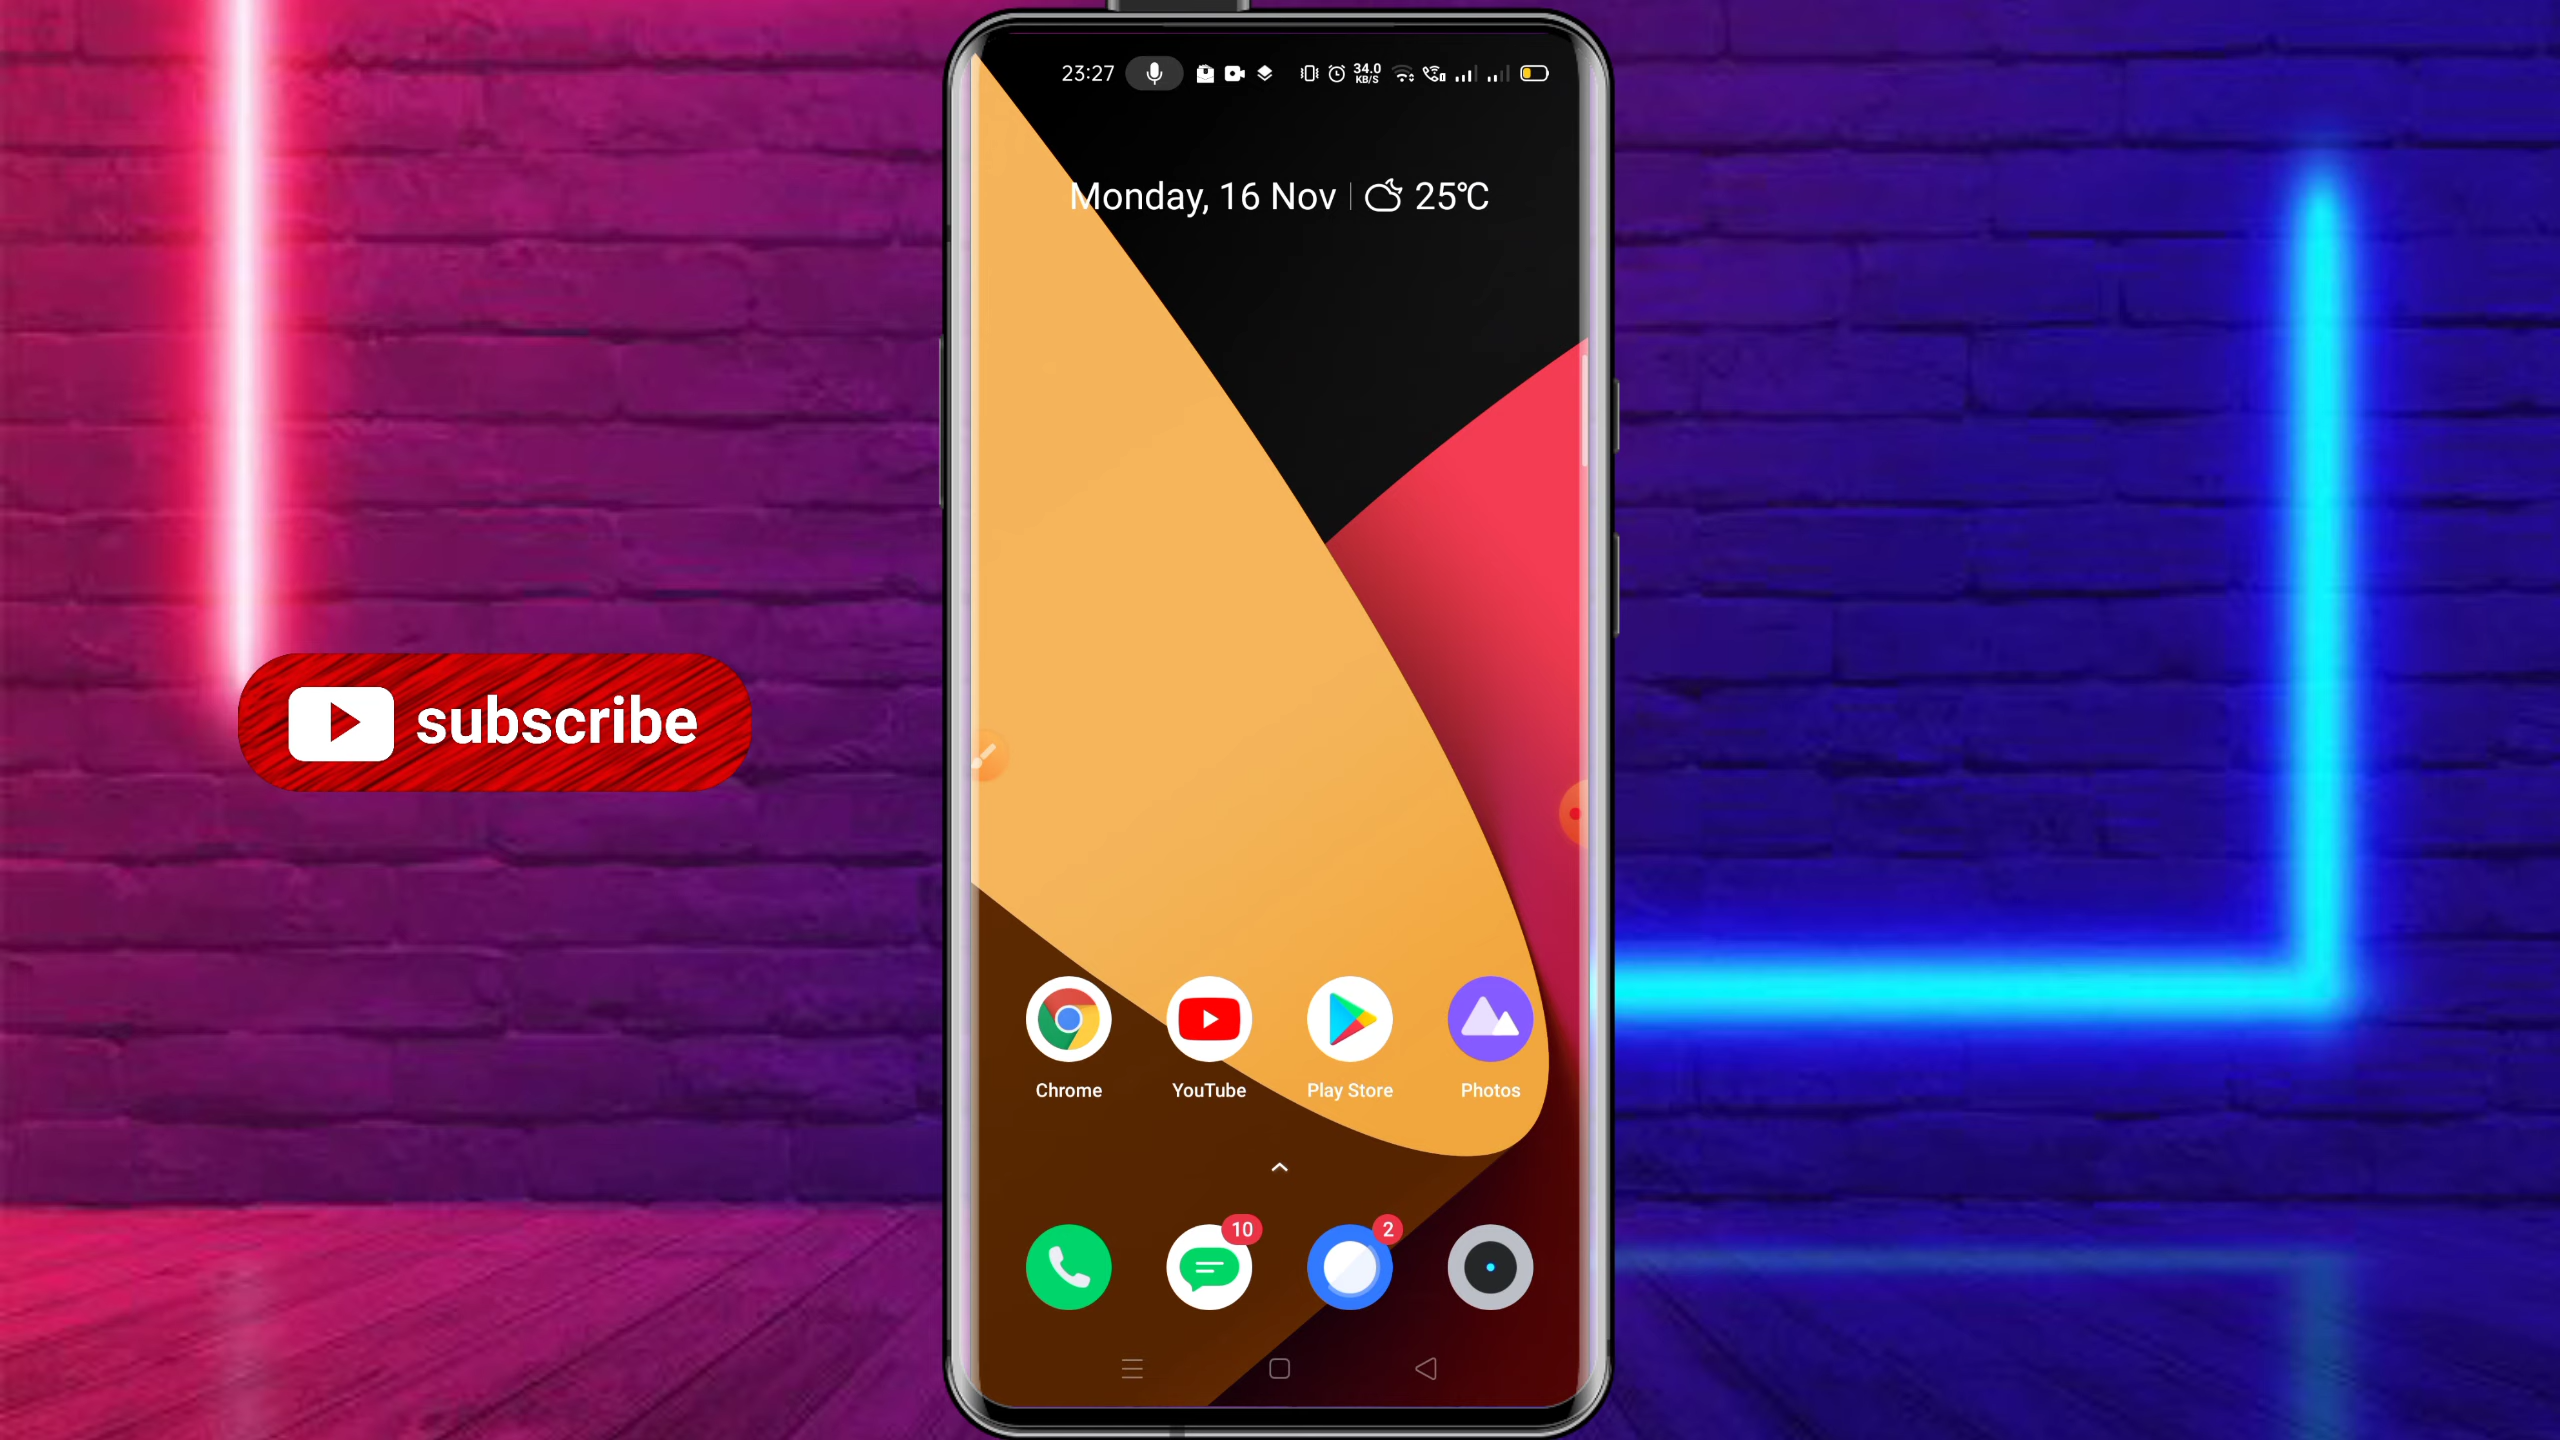 23:27
34.0
KB/S
Monday, 16 Nov 25°C
subscribe
Chrome YouTube Play Store Photos
10 2